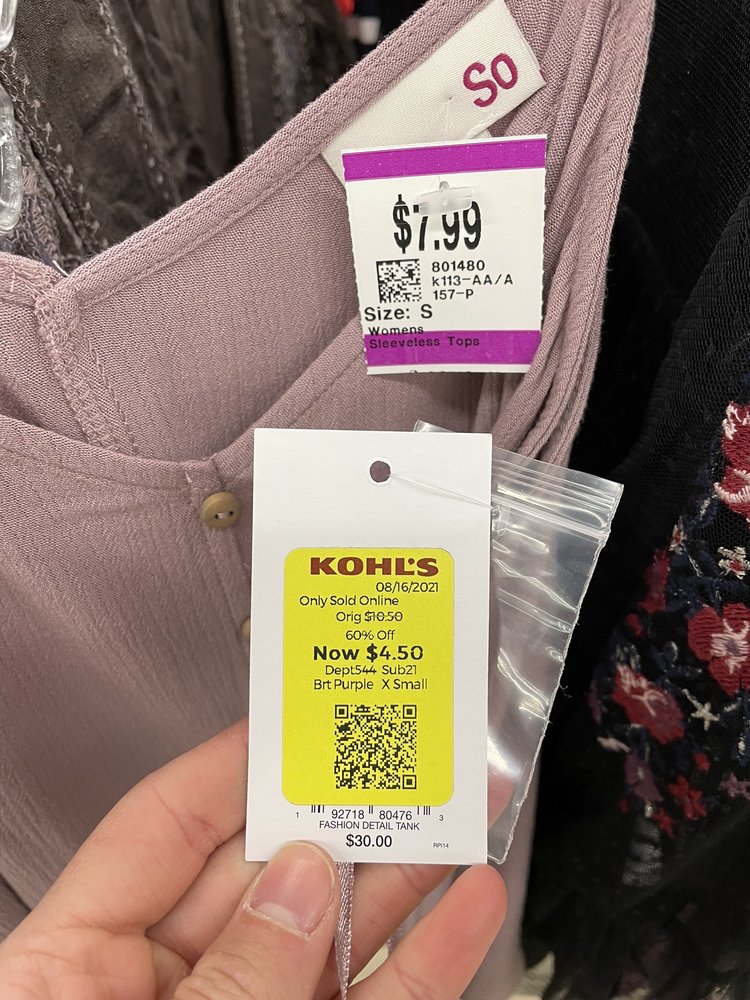 SO
$7.99
801480
k113-AA/A
157-P
Size: S
Womens
Sleeveless Tops
KOHL'S
08/16/2021
Only Sold Online
Orig $10.50
60% Off
Now $4.50
Dept544 Sub21
Brt Purple X Small
1 92718 80476 3
FASHION DETAIL TANK
$30.00
RPI14